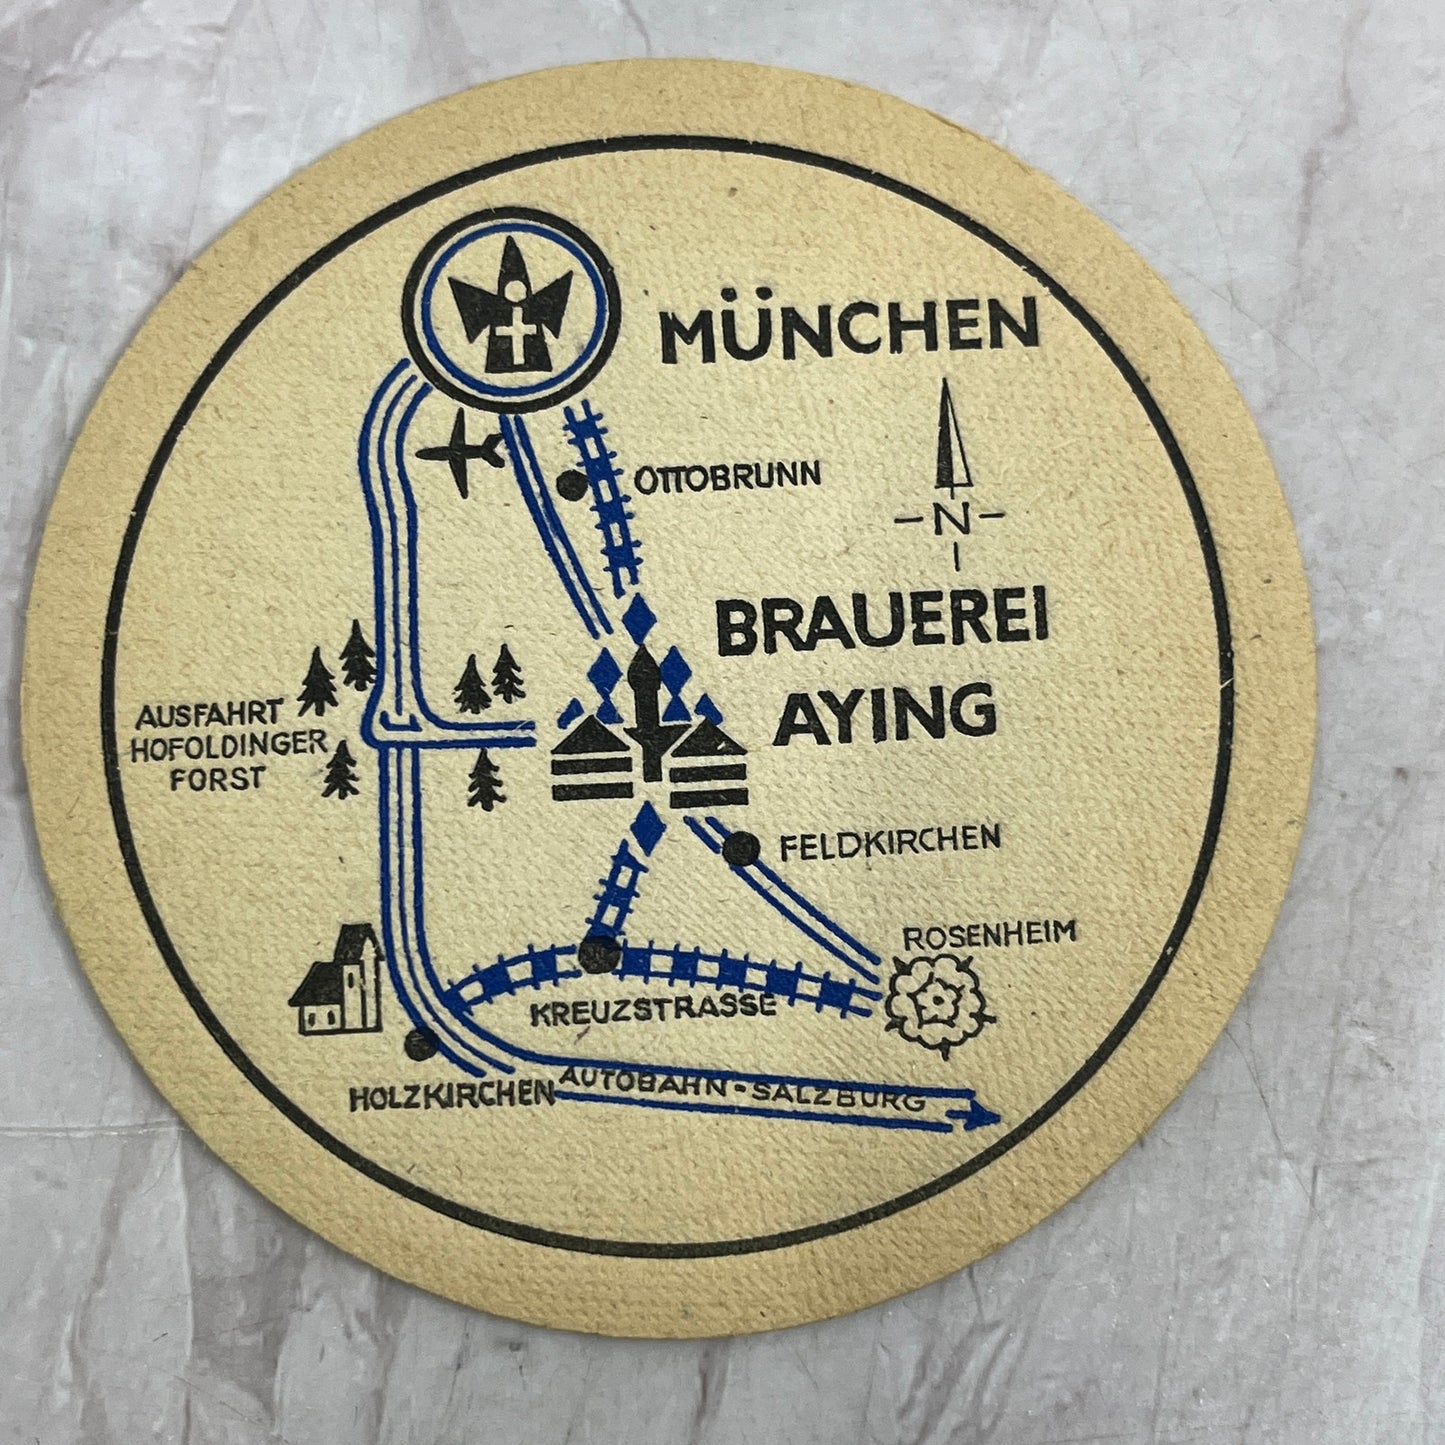 MÜNCHEN
OTTOBRUNN
N
BRAUEREI
AYING
AUSFAHRT
HOFOLDINGER
FORST
FELDKIRCHEN
ROSENHEIM
KREUZSTRASSE
HOLZKIRCHEN
AUTOBAHN-SALZBURG